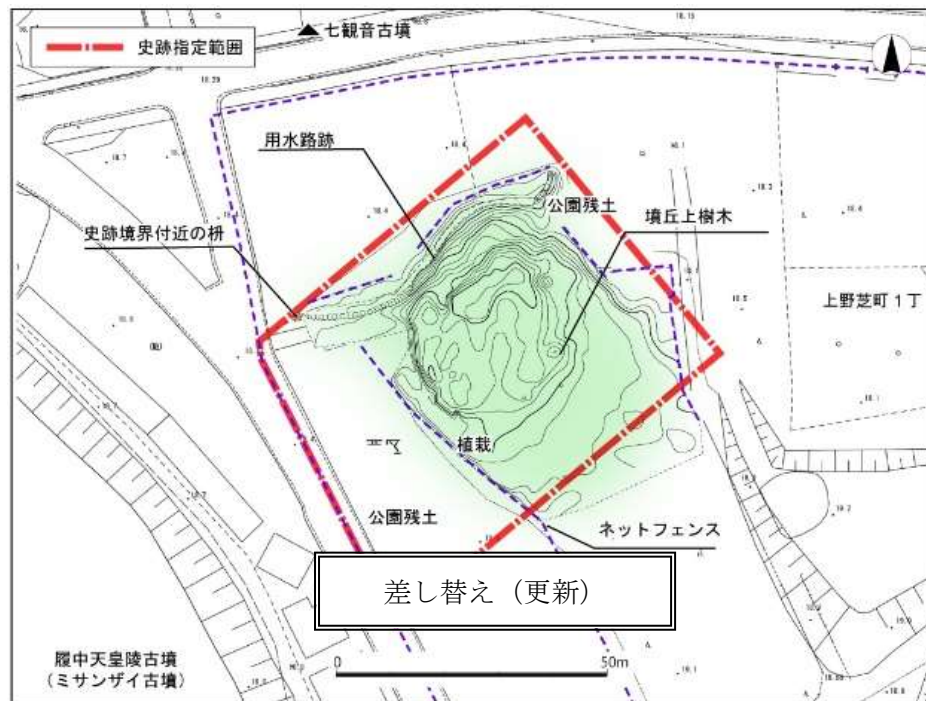 史跡指定範囲
七観音古墳
用水路跡
公園残土
墳丘上樹木
史跡境界付近の枡
上野芝町 1丁
植栽
公園残土
ネットフェンス
差し替え（更新）
履中天皇陵古墳
（ミサンザイ古墳）
0
50m